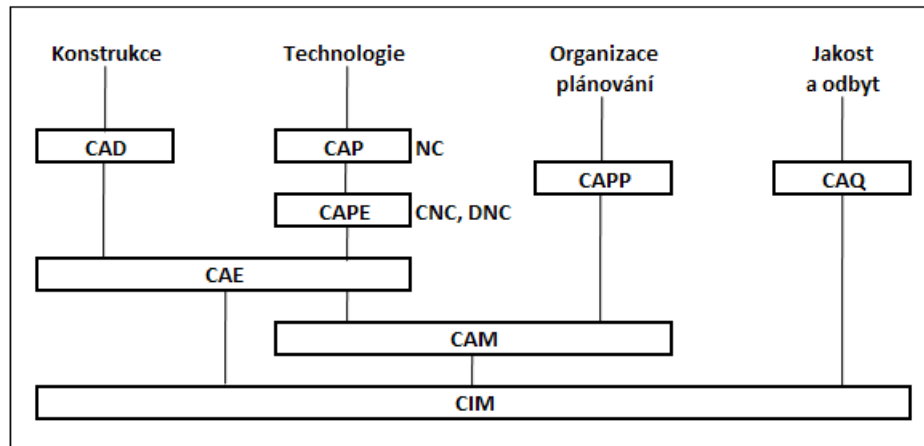 Konstrukce
Technologie
Organizace
plánování
Jakost
a odbyt
CAD
CAP NC
CAPP
CAQ
CAPE CNC, DNC
CAE
CAM
CIM